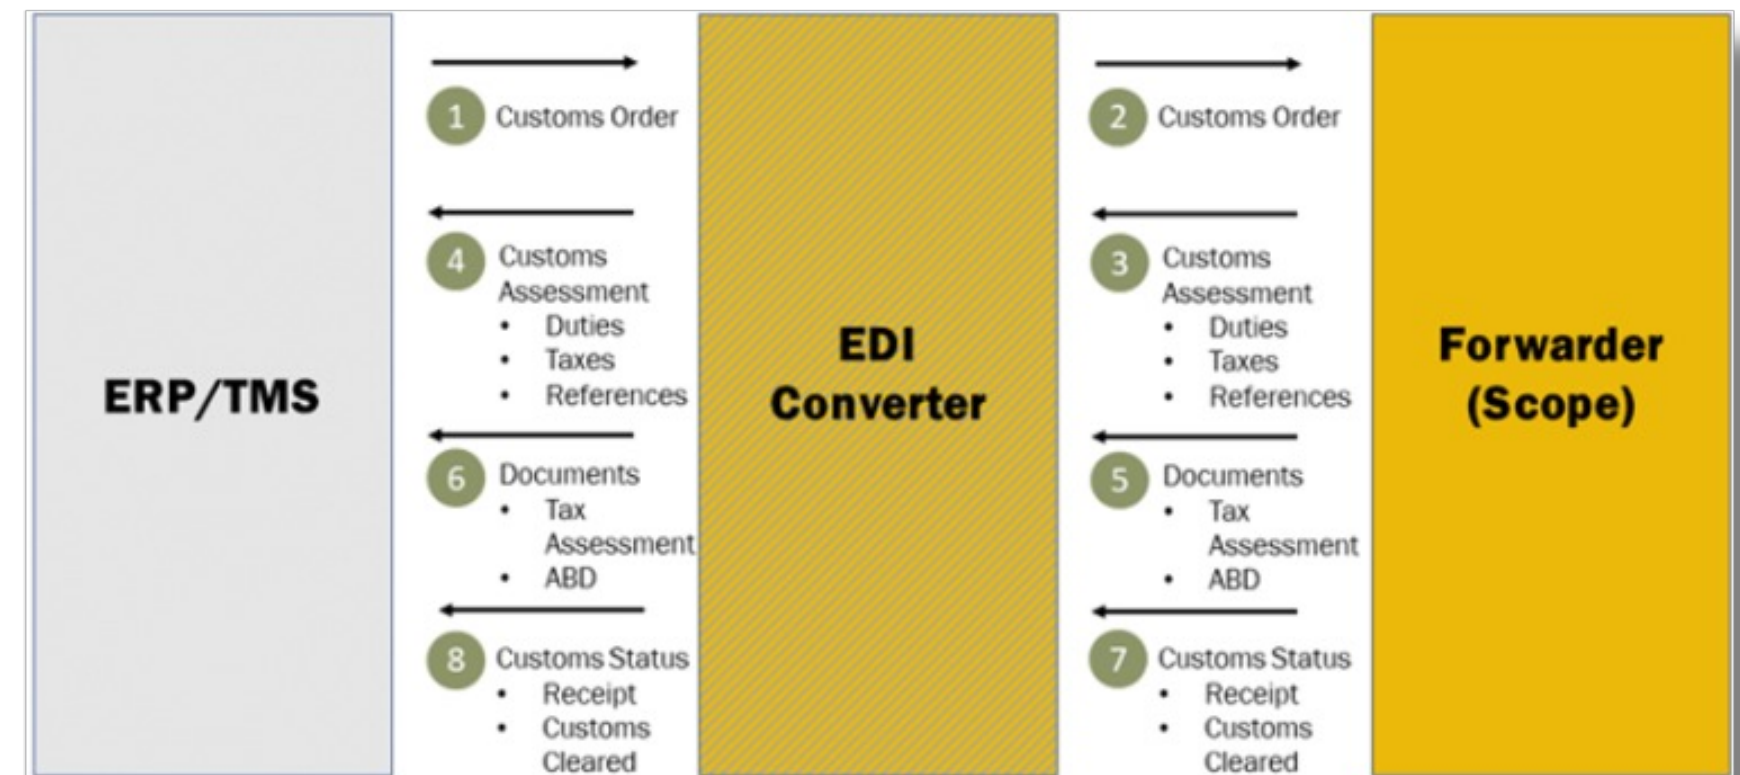 ERP/TMS
1 Customs Order
4 Customs
Assessment
• Duties
• Taxes
• References
6 Documents
• Tax
Assessment
• ABD
8 Customs Status
• Receipt
• Customs
Cleared
EDI
Converter
2 Customs Order
3 Customs
Assessment
• Duties
• Taxes
• References
5 Documents
• Tax
Assessment
• ABD
7 Customs Status
• Receipt
• Customs
Cleared
Forwarder
(Scope)